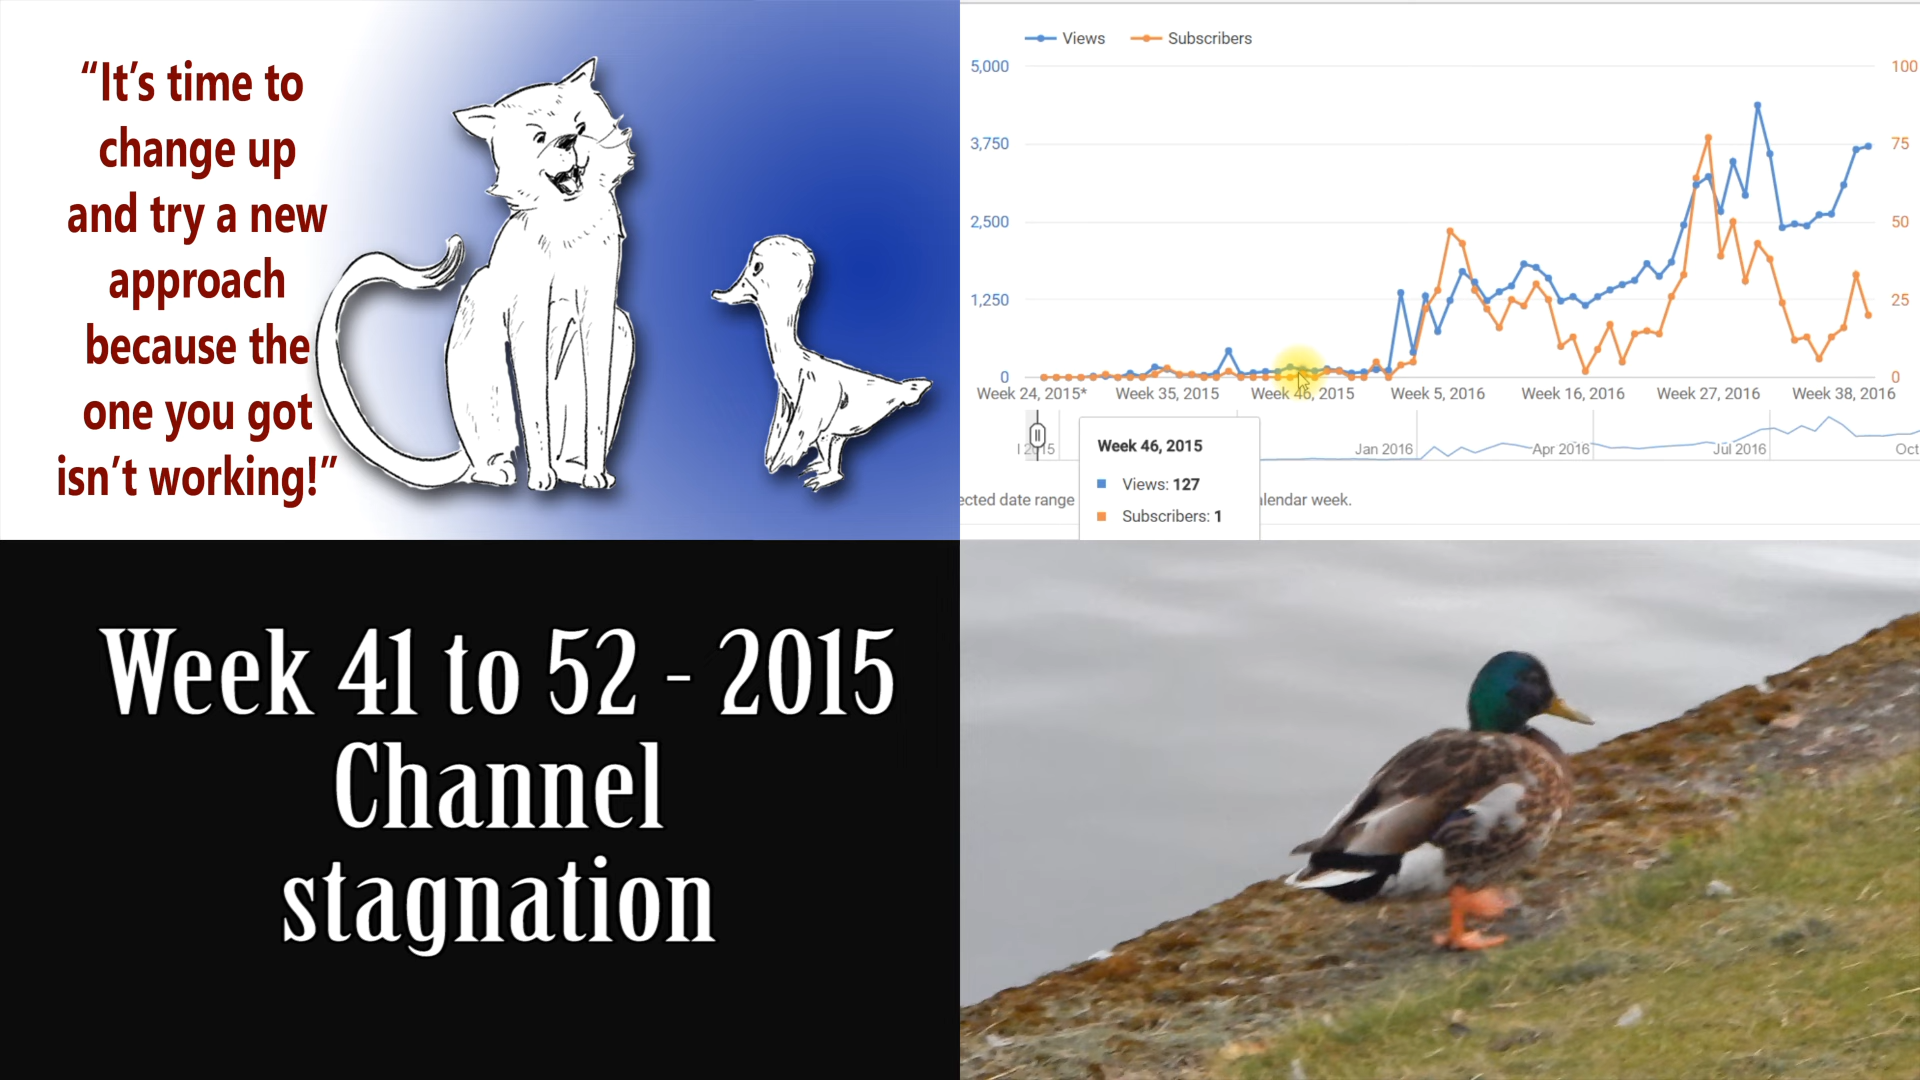 “It’s time to
change up
and try a new
approach
because the
one you got
isn’t working!”
Views Subscribers
5,000 100
3,750 75
2,500 50
1,250 25
0 0
Week 24, 2015* Week 35, 2015 Week 46, 2015 Week 5, 2016 Week 16, 2016 Week 27, 2016 Week 38, 2016
Jan 2016 Apr 2016 Jul 2016 Oct
Week 46, 2015
Views: 127
ected date range alendar week.
Subscribers: 1
Week 41 to 52 - 2015
Channel
stagnation